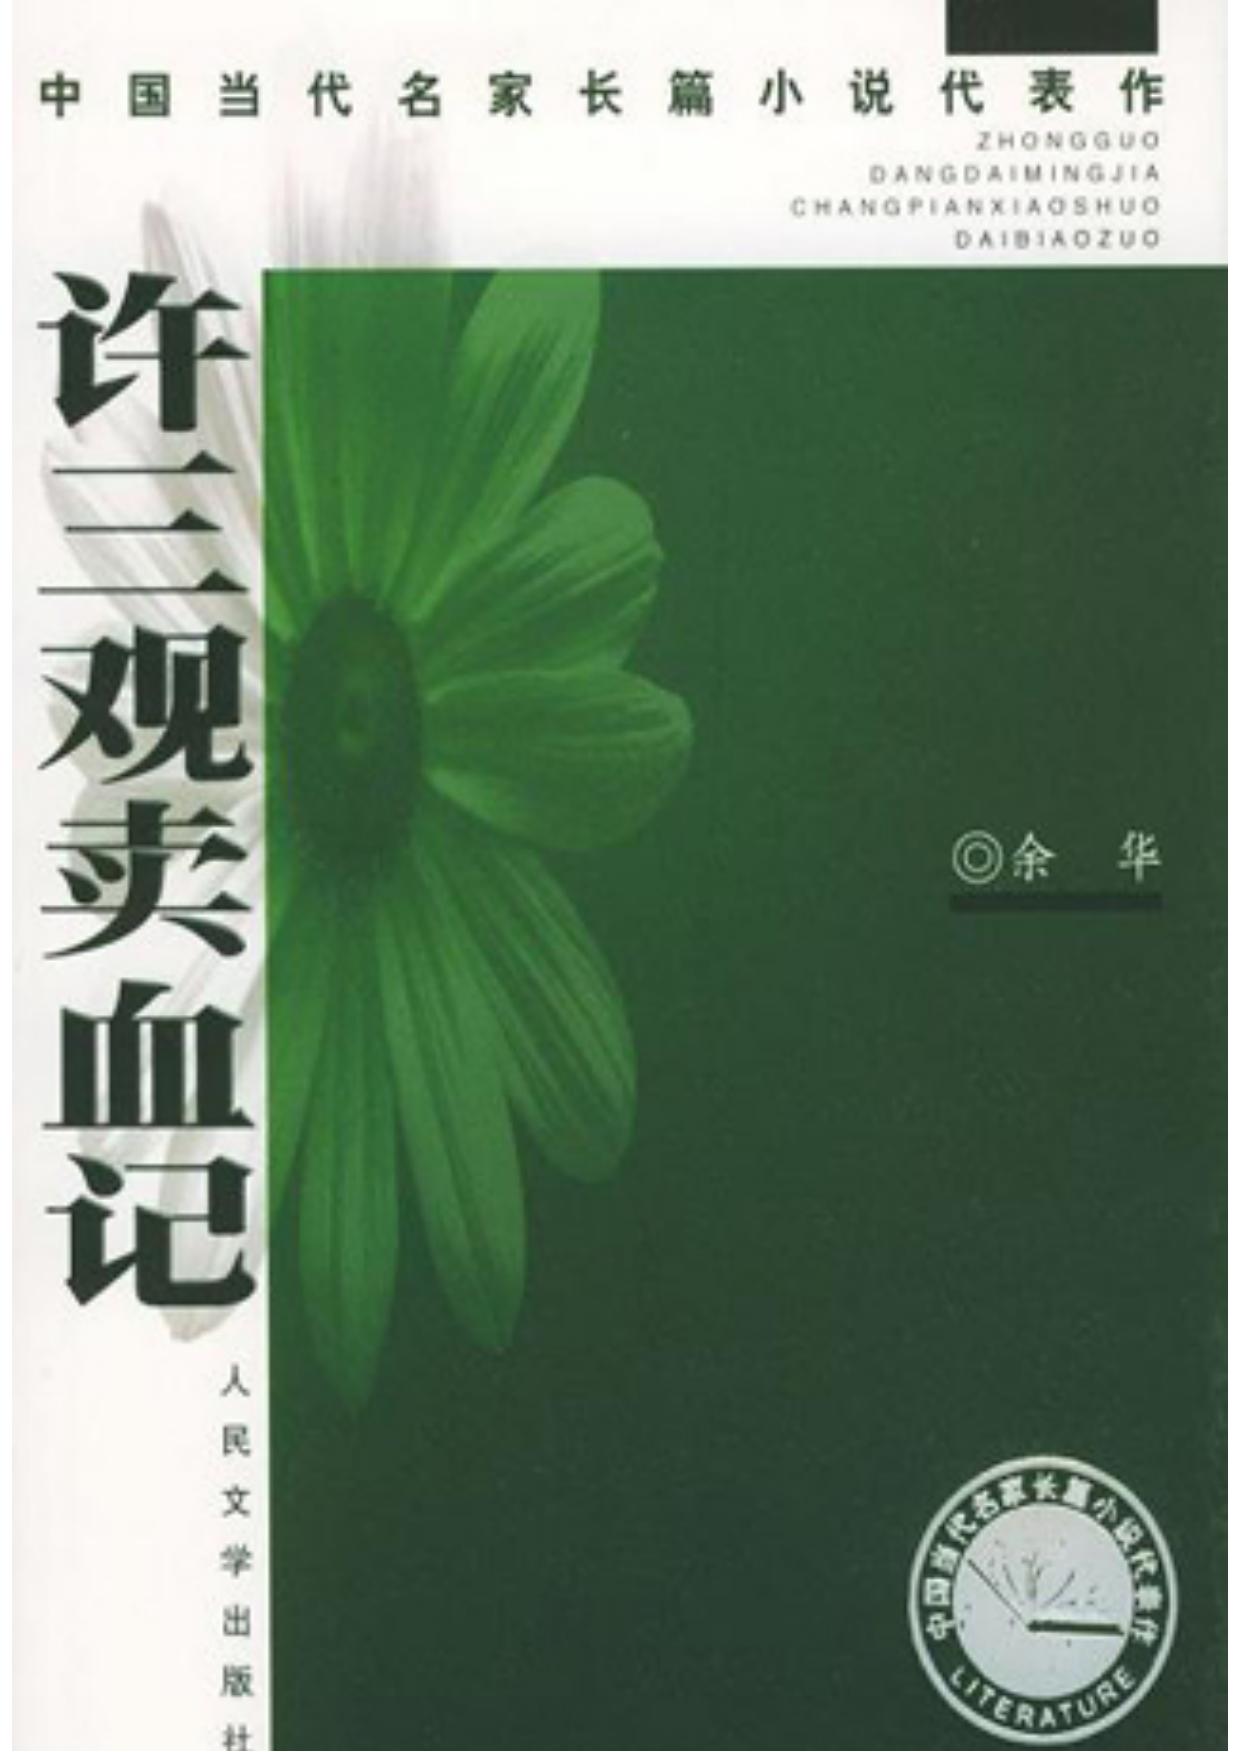 中国当代名家长篇小说代表作
ZHONGGUO
DANGDAIMINGJIA
CHANGPIANXIAOSHUO
DAIBIAOZUO
许三观卖血记
◎余 华
人民文学出版社
中国当代名家长篇小说代表作
LITERATURE